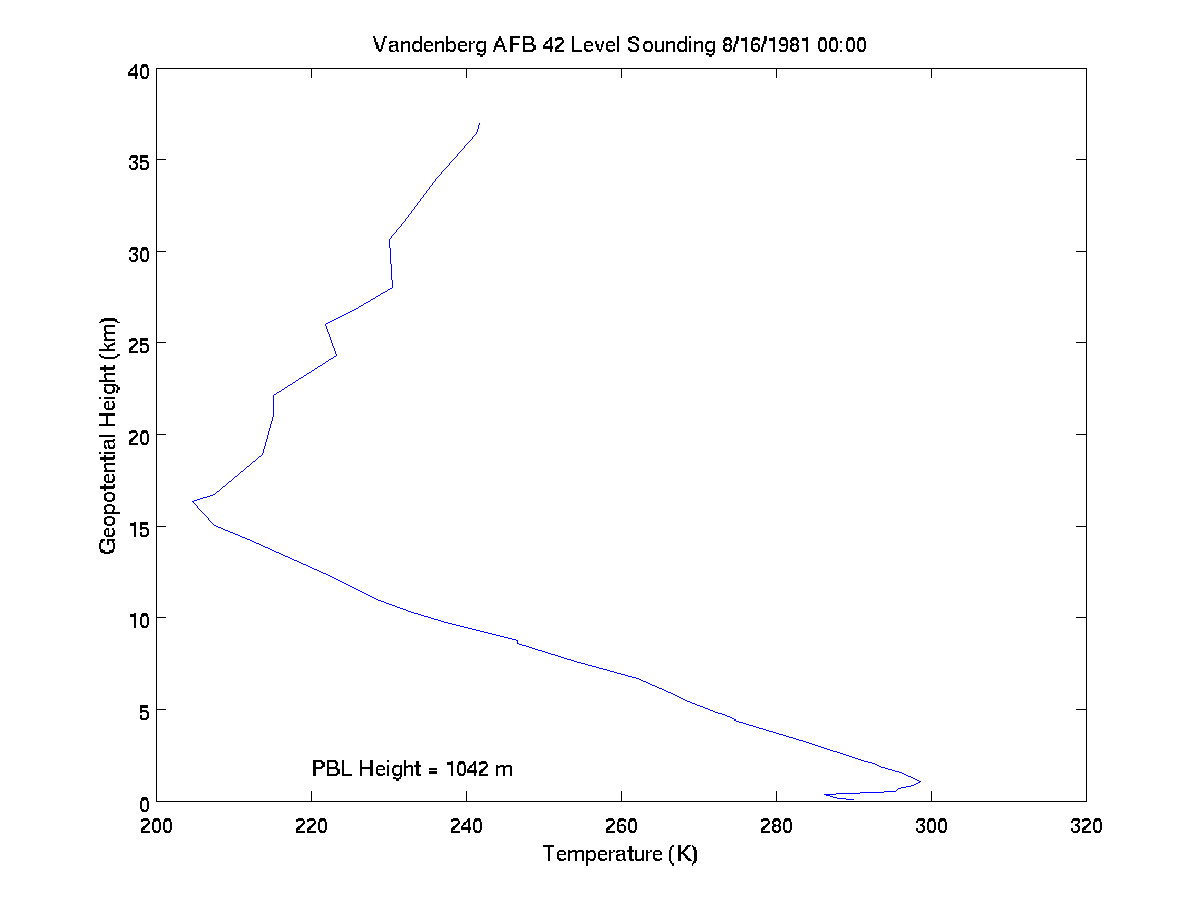 Vandenberg AFB 42 Level Sounding 8/16/1981 00:00
40
35
30
25
20
15
10
5
0
Geopotential Height (km)
PBL Height = 1042 m
200 220 240 260 280 300 320
Temperature (K)